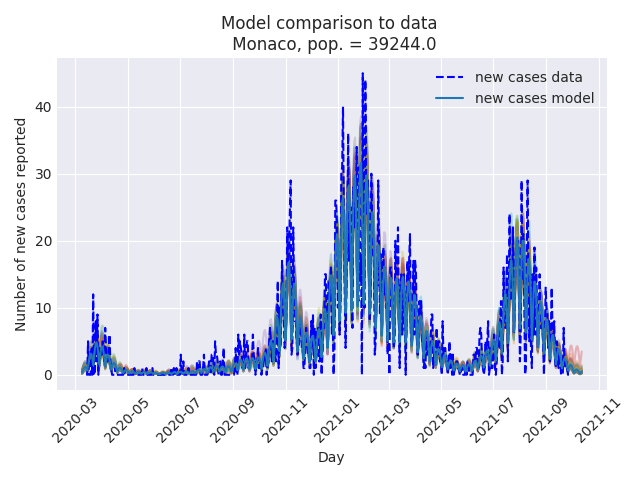 Model comparison to data
Monaco, pop. = 39244.0
new cases data
new cases model
Number of new cases reported
40
30
20
10
0
2020-03
2020-05
2020-07
2020-09
2020-11
2021-01
2021-03
2021-05
2021-07
2021-09
2021-11
Day